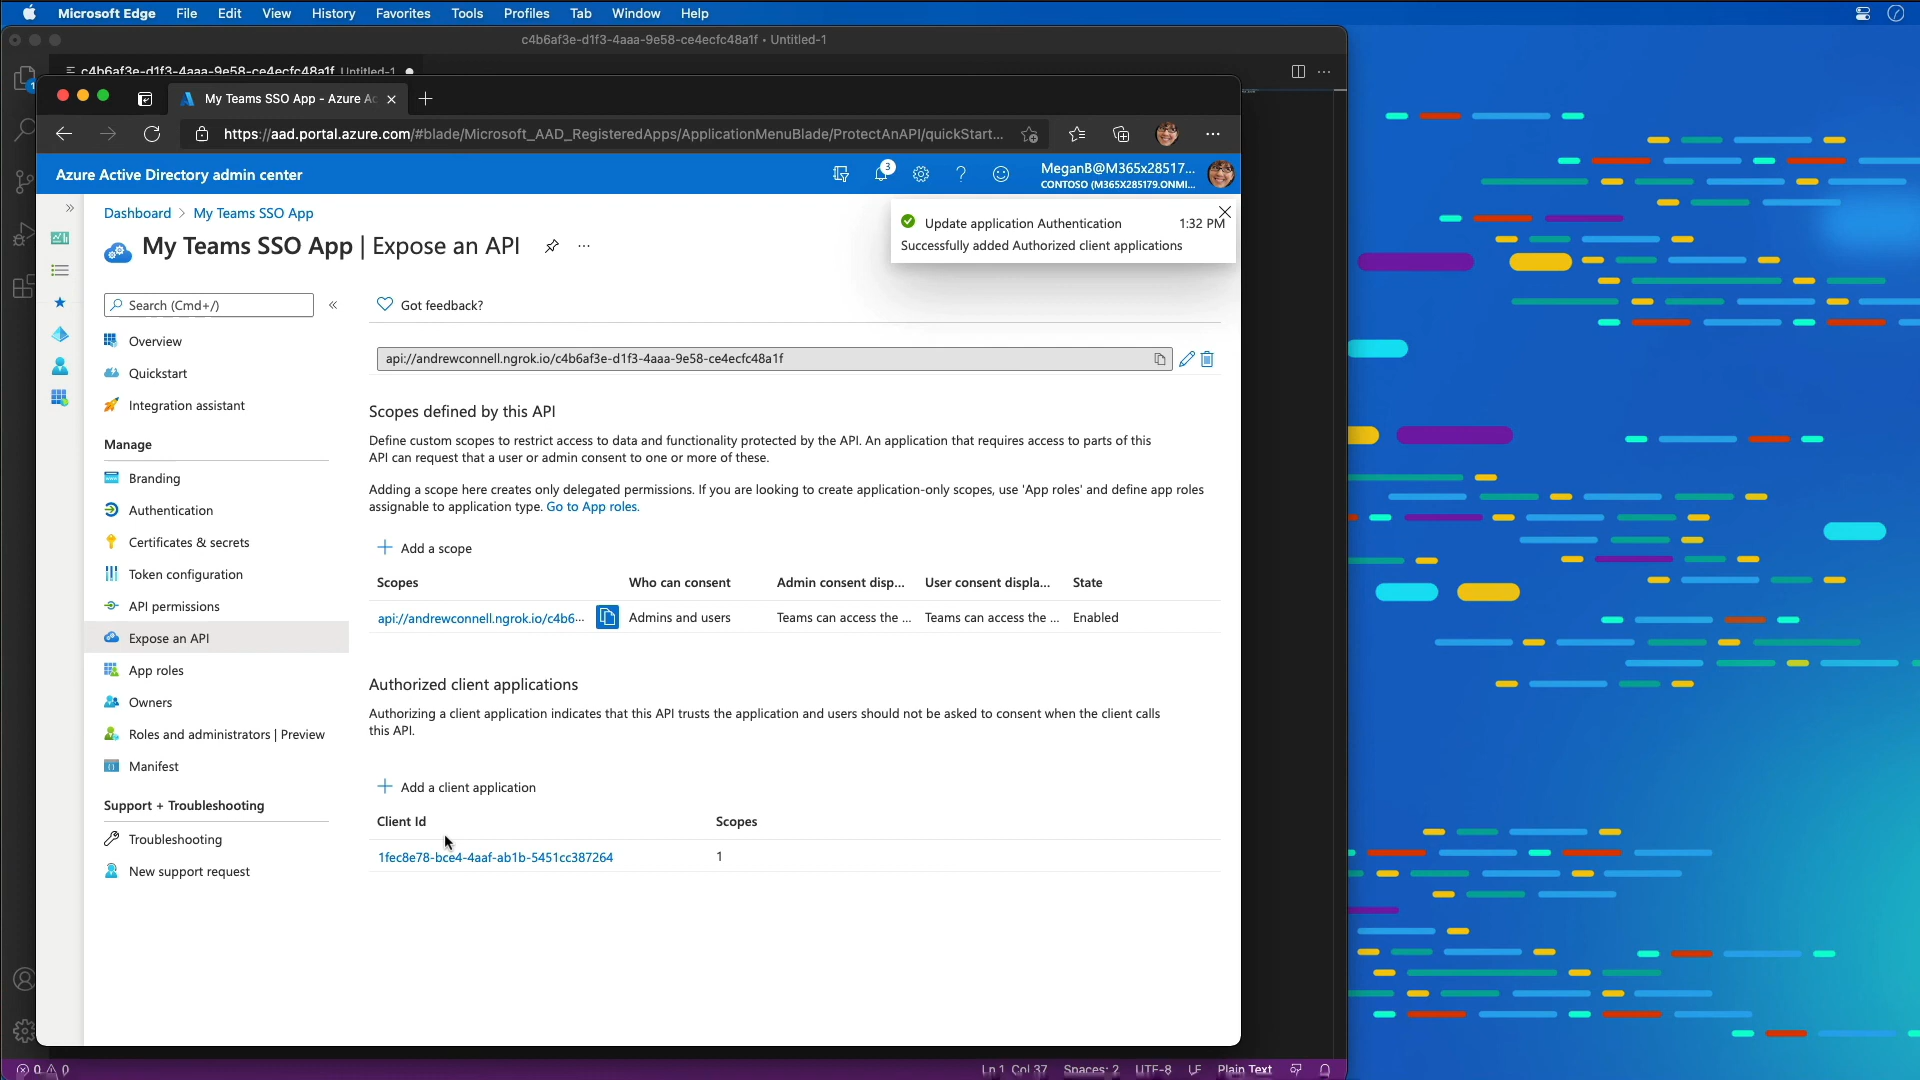 Microsoft Edge File Edit View History Favorites Tools Profiles Tab Window Help
c4b6af3e-d1f3-4aaa-9e58-ce4ecfc48a1f • Untitled-1
c4b6af3e-d1f3-4aaa-9e58-ce4ecfc48a1f Untitled-1
My Teams SSO App - Azure Ac
https://aad.portal.azure.com/#blade/Microsoft_AAD_RegisteredApps/ApplicationMenuBlade/ProtectAnAPI/quickStart...
Azure Active Directory admin center
3
MeganB@M365x28517...
CONTOSO (M365X285179.ONMI...
Dashboard > My Teams SSO App
My Teams SSO App | Expose an API
Update application Authentication 1:32 PM
Successfully added Authorized client applications
Search (Cmd+/)
Got feedback?
Overview
Quickstart
Integration assistant
Manage
Branding
Authentication
Certificates & secrets
Token configuration
API permissions
Expose an API
App roles
Owners
Roles and administrators | Preview
Manifest
Support + Troubleshooting
Troubleshooting
New support request
api://andrewconnell.ngrok.io/c4b6af3e-d1f3-4aaa-9e58-ce4ecfc48a1f
Scopes defined by this API
Define custom scopes to restrict access to data and functionality protected by the API. An application that requires access to parts of this
API can request that a user or admin consent to one or more of these.
Adding a scope here creates only delegated permissions. If you are looking to create application-only scopes, use 'App roles' and define app roles
assignable to application type. Go to App roles.
Add a scope
Scopes Who can consent Admin consent disp... User consent displa... State
api://andrewconnell.ngrok.io/c4b6... Admins and users Teams can access the ... Teams can access the ... Enabled
Authorized client applications
Authorizing a client application indicates that this API trusts the application and users should not be asked to consent when the client calls
this API.
Add a client application
Client Id Scopes
1fec8e78-bce4-4aaf-ab1b-5451cc387264 1
0 0 Ln 1, Col 37 Spaces: 2 UTF-8 LF Plain Text